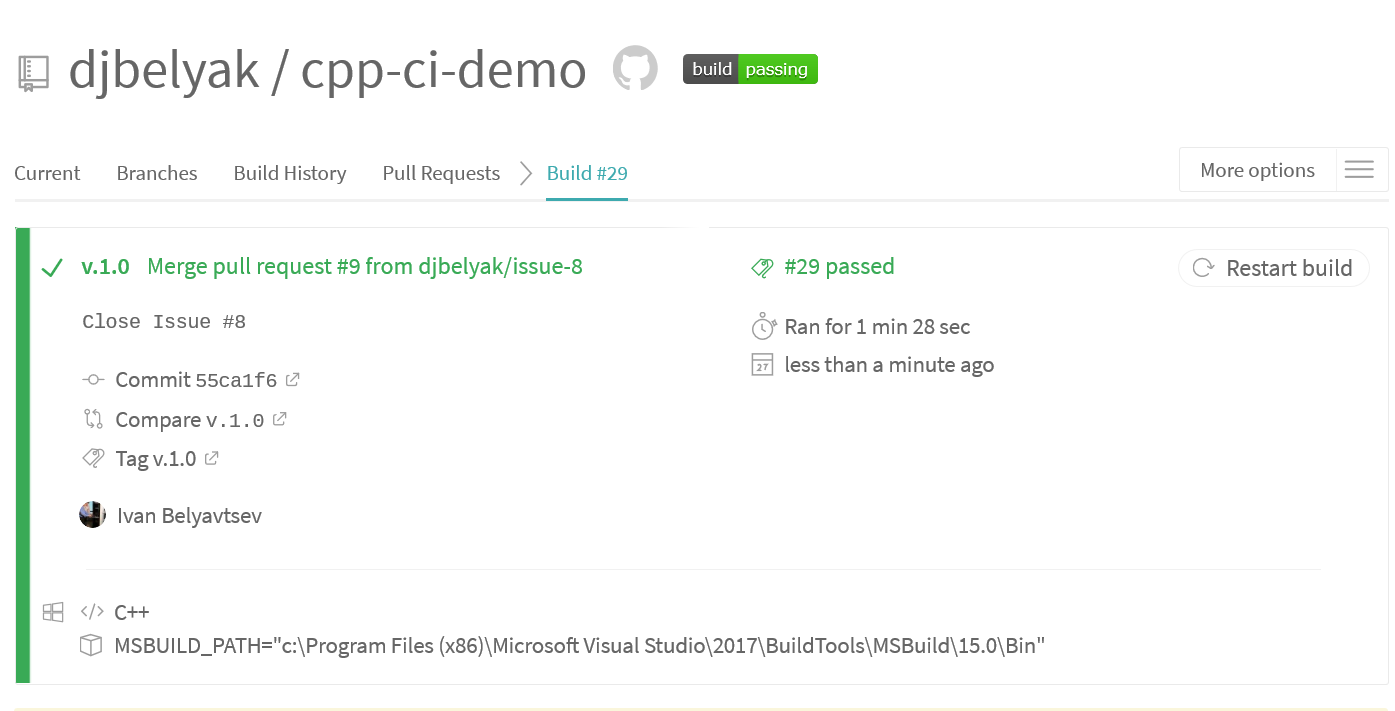 djbelyak / cpp-ci-demo build passing
Current Branches Build History Pull Requests Build #29 More options
v.1.0 Merge pull request #9 from djbelyak/issue-8
Close Issue #8
Commit 55ca1f6
Compare v.1.0
Tag v.1.0
Ivan Belyavtsev
#29 passed
Ran for 1 min 28 sec
27 less than a minute ago
Restart build
</> C++
MSBUILD_PATH="c:\Program Files (x86)\Microsoft Visual Studio\2017\BuildTools\MSBuild\15.0\Bin"